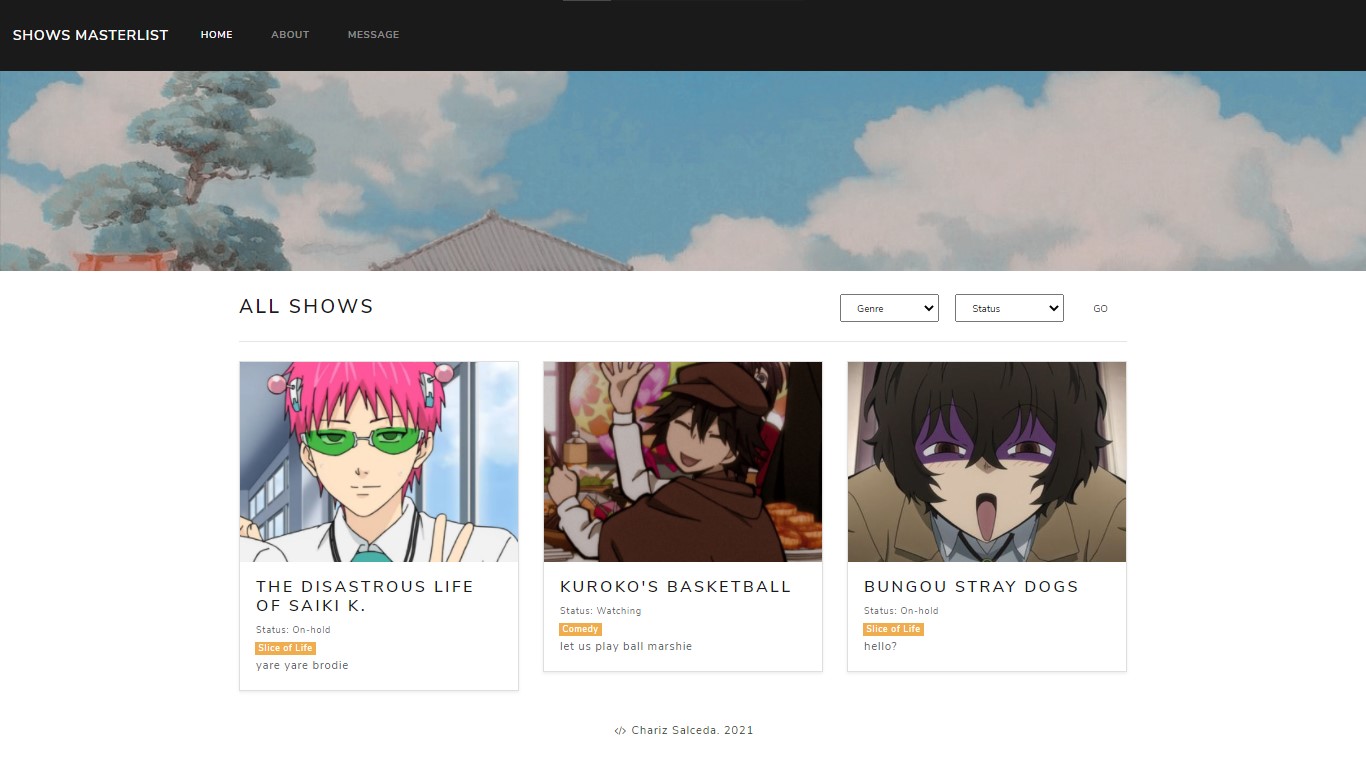 SHOWS MASTERLIST HOME ABOUT MESSAGE
ALL SHOWS
Genre Status GO
THE DISASTROUS LIFE
OF SAIKI K.
Status: On-hold
Slice of Life
yare yare brodie
KUROKO'S BASKETBALL
Status: Watching
Comedy
let us play ball marshie
BUNGOU STRAY DOGS
Status: On-hold
Slice of Life
hello?
</> Chariz Salceda. 2021